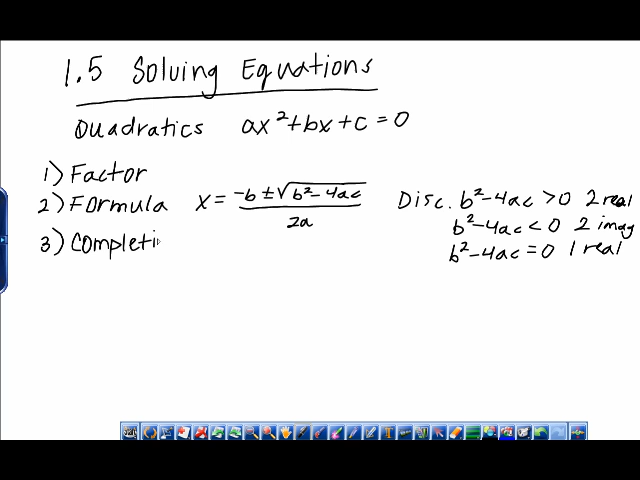 1.5 Solving Equations
Quadratics ax²+bx+c=0
1) Factor
2) Formula x = -b±√b²-4ac / 2a Disc. b²-4ac>0 2 real
b²-4ac<0 2 imag
3) Completi b²-4ac=0 1 real